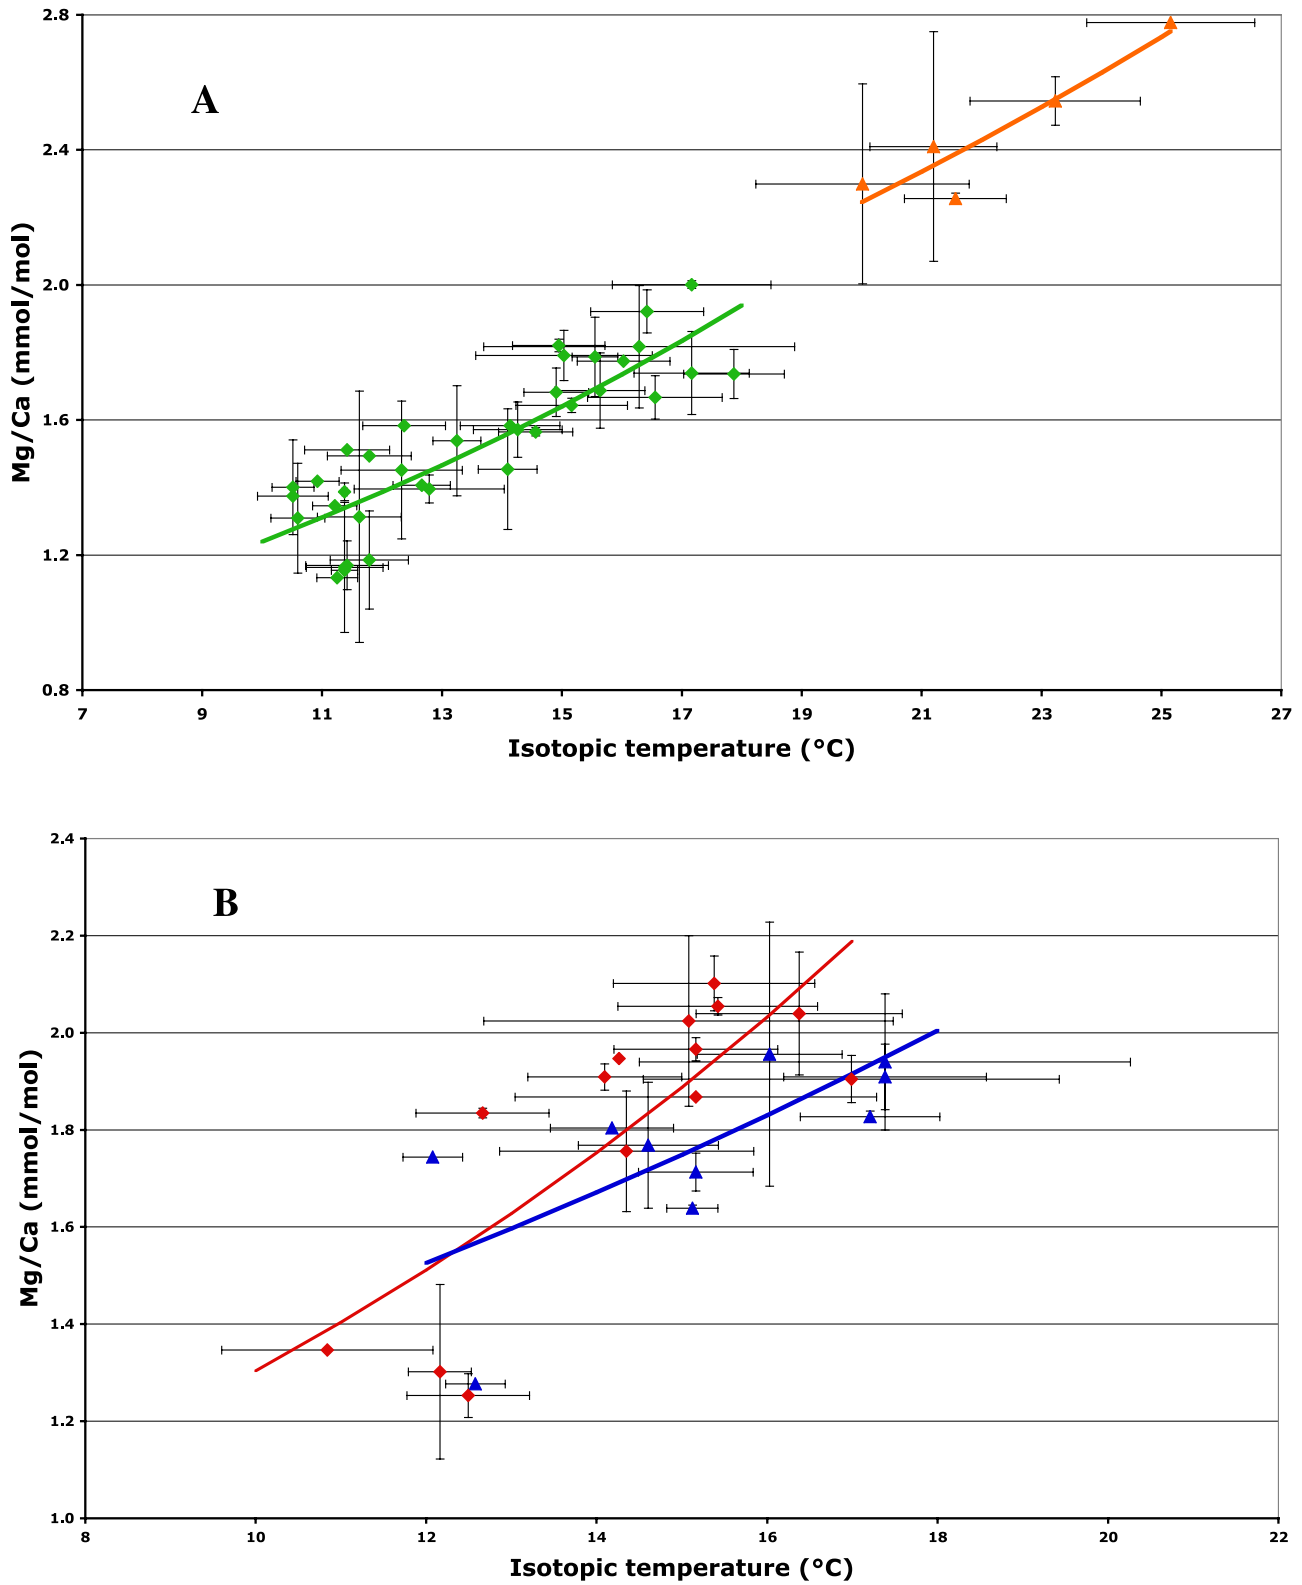 2.8
A
2.4
2.0
1.6
1.2
0.8
Mg/Ca (mmol/mol)
7 9 11 13 15 17 19 21 23 25 27
Isotopic temperature (°C)
2.4
B
2.2
2.0
1.8
1.6
1.4
1.2
1.0
Mg/Ca (mmol/mol)
8 10 12 14 16 18 20 22
Isotopic temperature (°C)